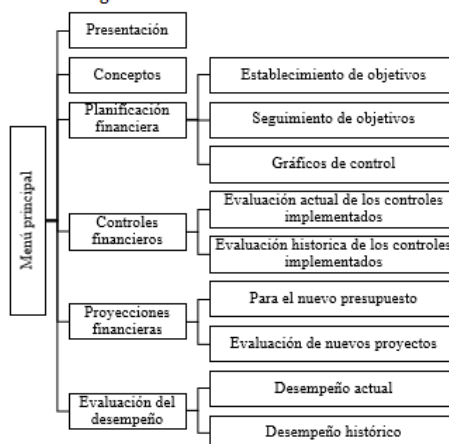 Presentación
Conceptos
Planificación
financiera
Establecimiento de objetivos
Seguimiento de objetivos
Gráficos de control
Menú principal
Controles
financieros
Evaluación actual de los controles
implementados
Evaluación historica de los controles
implementados
Proyecciones
financieras
Para el nuevo presupuesto
Evaluación de nuevos proyectos
Evaluación del
desempeño
Desempeño actual
Desempeño histórico